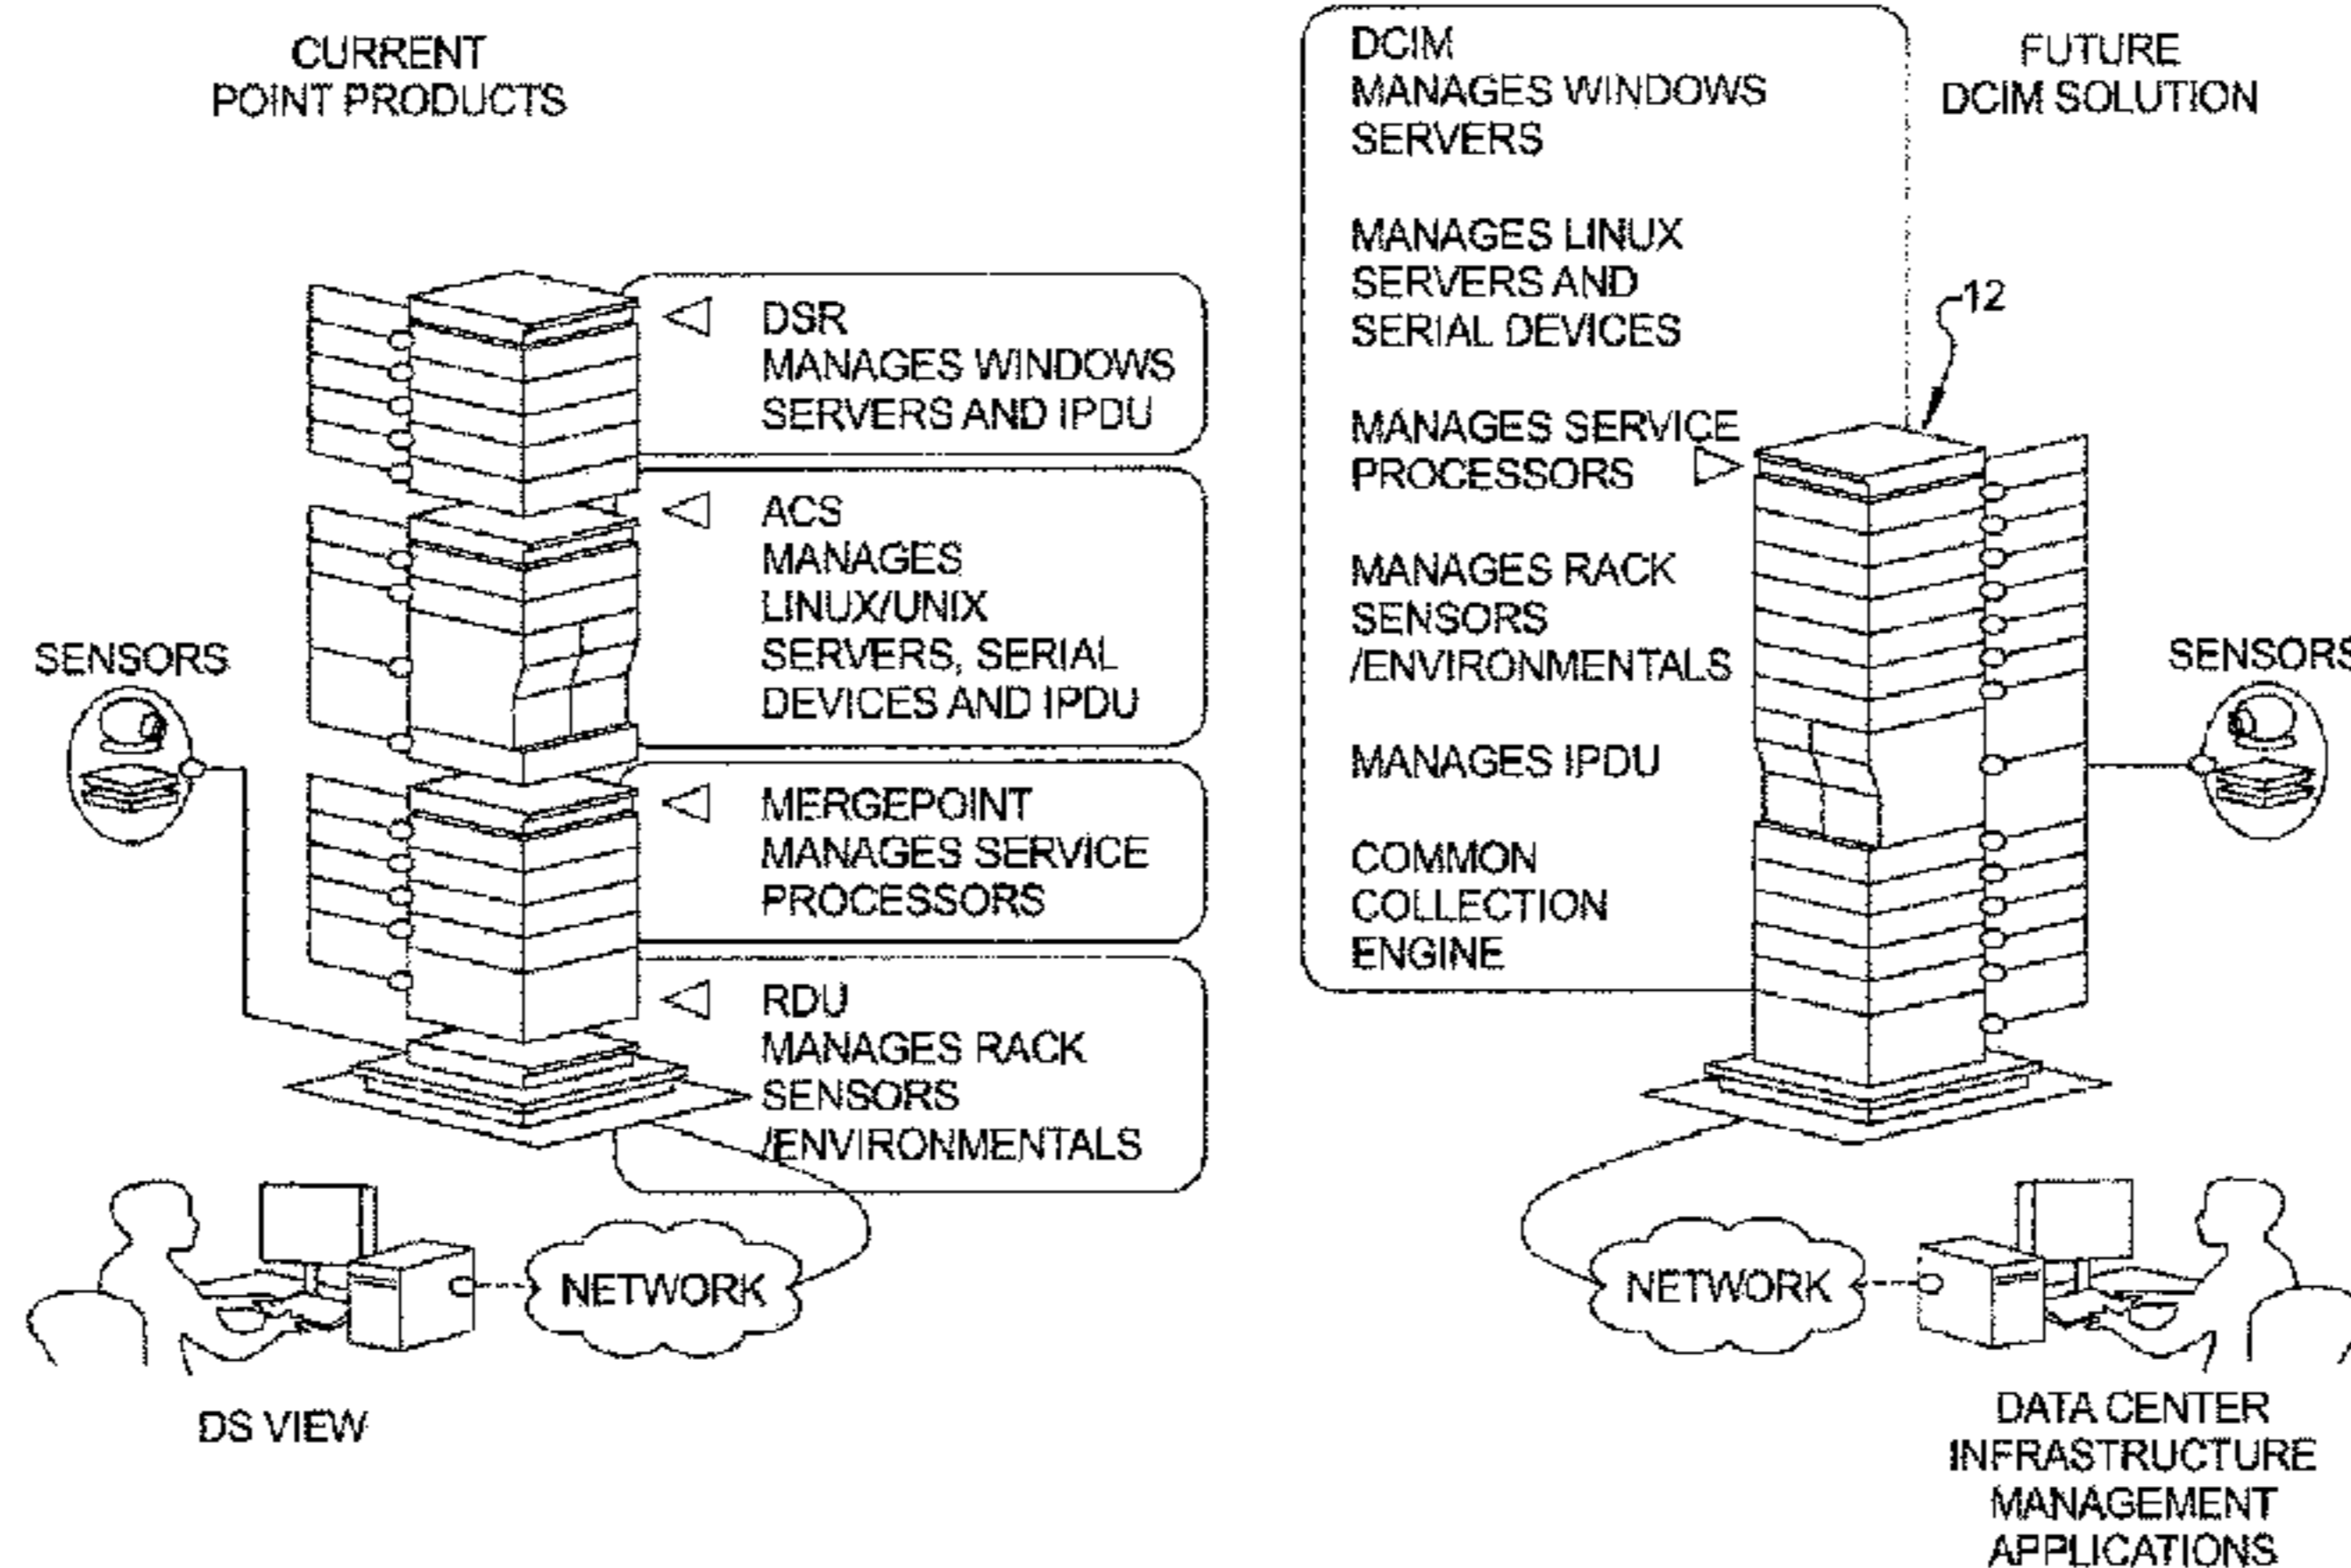 CURRENT
POINT PRODUCTS
DSR
MANAGES WINDOWS
SERVERS AND IPDU
ACS
MANAGES
LINUX/UNIX
SERVERS, SERIAL
DEVICES AND IPDU
SENSORS
MERGEPOINT
MANAGES SERVICE
PROCESSORS
RDU
MANAGES RACK
SENSORS
/ENVIRONMENTALS
NETWORK
DS VIEW
DCIM
MANAGES WINDOWS
SERVERS
MANAGES LINUX
SERVERS AND
SERIAL DEVICES
MANAGES SERVICE
PROCESSORS
MANAGES RACK
SENSORS
/ENVIRONMENTALS
MANAGES IPDU
COMMON
COLLECTION
ENGINE
FUTURE
DCIM SOLUTION
12
SENSORS
NETWORK
DATA CENTER
INFRASTRUCTURE
MANAGEMENT
APPLICATIONS